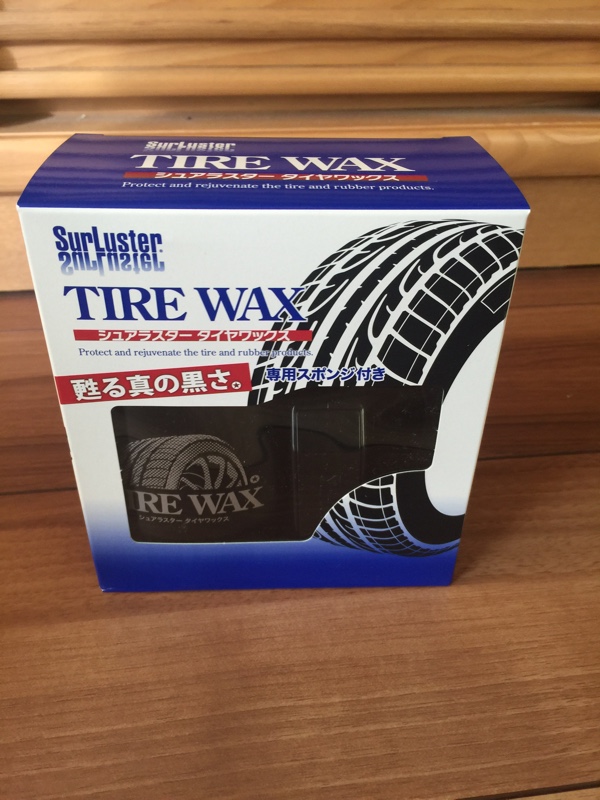 SurLuster
TIRE WAX
シュアラスター タイヤワックス
Protect and rejuvenate the tire and rubber products.
SurLuster
TIRE WAX
シュアラスター タイヤワックス
Protect and rejuvenate the tire and rubber products.
甦る真の黒さ。
専用スポンジ付き
RE WAX
シュアラスター タイヤワックス